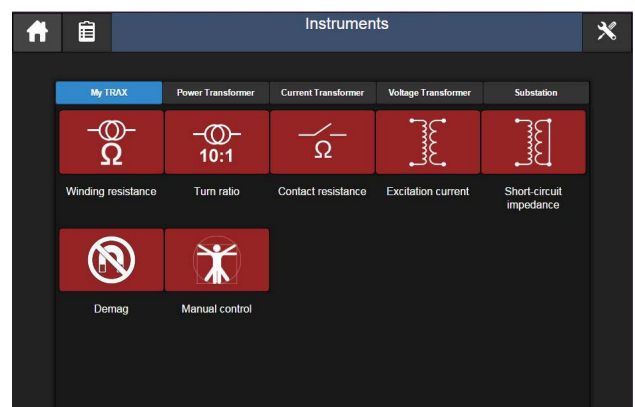 Instruments
My TRAX
Power Transformer
Current Transformer
Voltage Transformer
Substation
Ω
10:1
Ω
Winding resistance
Turn ratio
Contact resistance
Excitation current
Short-circuit
impedance
Demag
Manual control